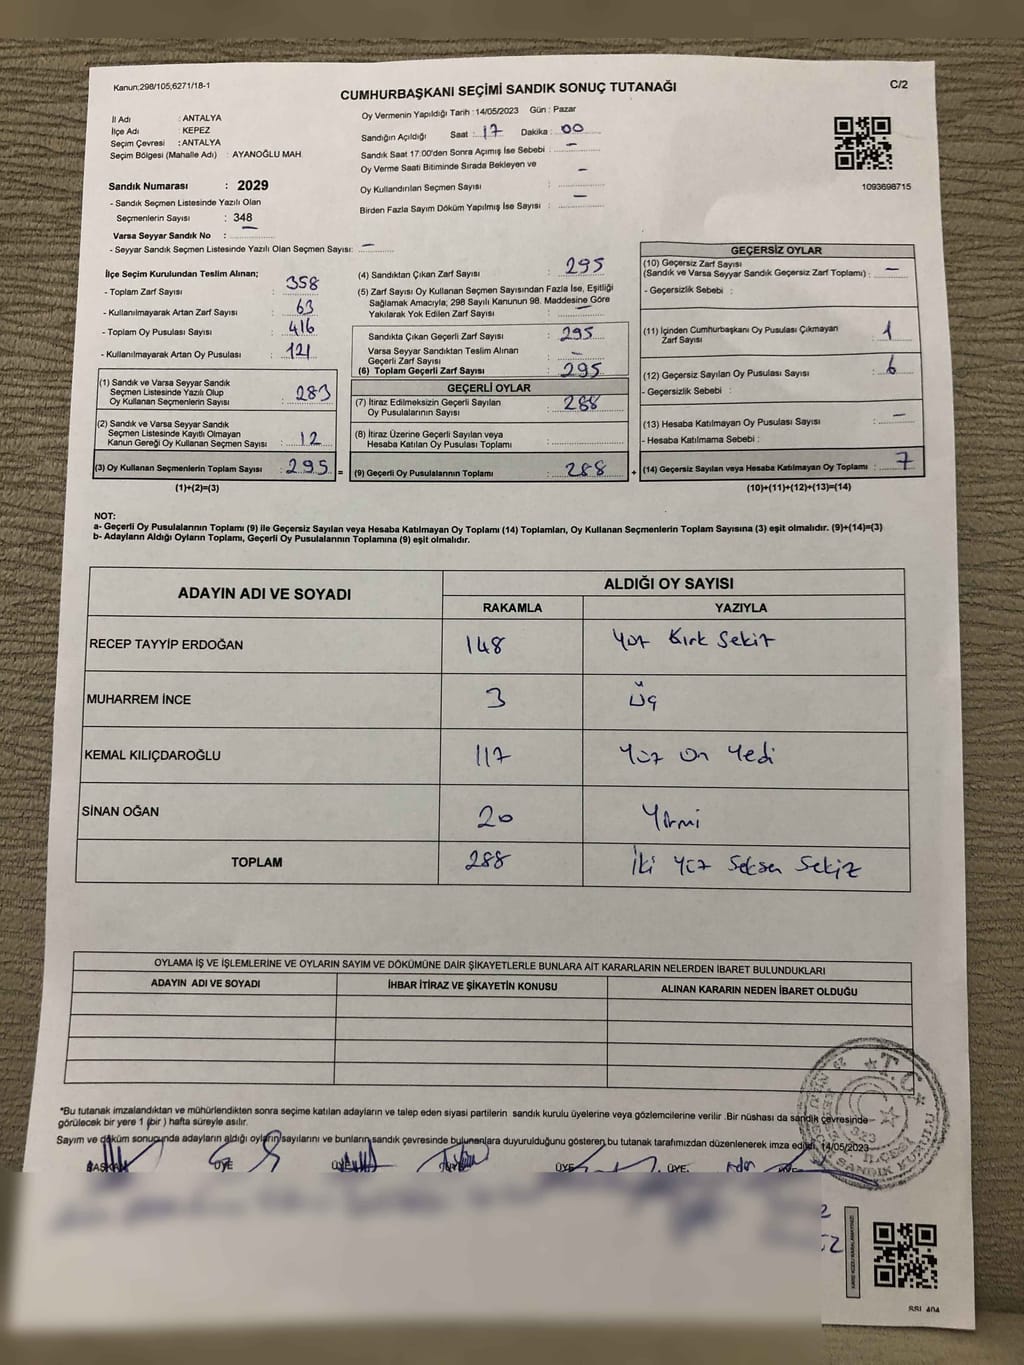 Kanun;298/105,6271/18-1
CUMHURBAŞKANI SEÇİMİ SANDIK SONUÇ TUTANAĞI
C/2
İl Adı : ANTALYA
İlçe Adı : KEPEZ
Seçim Çevresi : ANTALYA
Seçim Bölgesi (Mahalle Adı) : AYANOĞLU MAH.
Sandık Numarası : 2029
- Sandık Seçmen Listesinde Yazılı Olan
Seçmenlerin Sayısı : 348
Varsa Seyyar Sandık No : —
- Seyyar Sandık Seçmen Listesinde Yazılı Olan Seçmen Sayısı: —
Oy Vermenin Yapıldığı Tarih : 14/05/2023 Gün : Pazar
Sandığın Açıldığı Saat : 17 Dakika : 00
Sandık Saat 17:00'den Sonra Açımış İse Sebebi : —
Oy Verme Saati Bitiminde Sırada Bekleyen ve
Oy Kullandırılan Seçmen Sayısı : —
Birden Fazla Sayım Döküm Yapılmış İse Sayısı : —
1093698715
İlçe Seçim Kurulundan Teslim Alınan;
- Toplam Zarf Sayısı : 358
- Kullanılmayarak Artan Zarf Sayısı : 63
- Toplam Oy Pusulası Sayısı : 416
- Kullanılmayarak Artan Oy Pusulası : 121
(1) Sandık ve Varsa Seyyar Sandık
Seçmen Listesinde Yazılı Olup
Oy Kullanan Seçmenlerin Sayısı : 283
(2) Sandık ve Varsa Seyyar Sandık
Seçmen Listesinde Kayıtlı Olmayan
Kanun Gereği Oy Kullanan Seçmen Sayısı : 12
(3) Oy Kullanan Seçmenlerin Toplam Sayısı : 295 =
(1)+(2)=(3)
(4) Sandıktan Çıkan Zarf Sayısı : 295
(5) Zarf Sayısı Oy Kullanan Seçmen Sayısından Fazla İse, Eşitliği
Sağlamak Amacıyla; 298 Sayılı Kanunun 98. Maddesine Göre
Yakılarak Yok Edilen Zarf Sayısı : —
Sandıkta Çıkan Geçerli Zarf Sayısı : 295
Varsa Seyyar Sandıktan Teslim Alınan
Geçerli Zarf Sayısı : —
(6) Toplam Geçerli Zarf Sayısı : 295
GEÇERLİ OYLAR
(7) İtiraz Edilmeksizin Geçerli Sayılan
Oy Pusulalarının Sayısı : 288
(8) İtiraz Üzerine Geçerli Sayılan veya
Hesaba Katılan Oy Pusulası Toplamı :
(9) Geçerli Oy Pusulalarının Toplamı : 288 +
GEÇERSİZ OYLAR
(10) Geçersiz Zarf Sayısı
(Sandık ve Varsa Seyyar Sandık Geçersiz Zarf Toplamı) : —
- Geçersizlik Sebebi :
(11) İçinden Cumhurbaşkanı Oy Pusulası Çıkmayan
Zarf Sayısı : 1
(12) Geçersiz Sayılan Oy Pusulası Sayısı : 6
- Geçersizlik Sebebi :
(13) Hesaba Katılmayan Oy Pusulası Sayısı : —
- Hesaba Katılmama Sebebi :
(14) Geçersiz Sayılan veya Hesaba Katılmayan Oy Toplamı : 7
(10)+(11)+(12)+(13)=(14)
NOT:
a- Geçerli Oy Pusulalarının Toplamı (9) ile Geçersiz Sayılan veya Hesaba Katılmayan Oy Toplamı (14) Toplamları, Oy Kullanan Seçmenlerin Toplam Sayısına (3) eşit olmalıdır. (9)+(14)=(3)
b- Adayların Aldığı Oyların Toplamı, Geçerli Oy Pusulalarının Toplamına (9) eşit olmalıdır.
ADAYIN ADI VE SOYADI
ALDIĞI OY SAYISI
RAKAMLA YAZIYLA
RECEP TAYYİP ERDOĞAN 148 Yüz Kırk Sekiz
MUHARREM İNCE 3 Üç
KEMAL KILIÇDAROĞLU 117 Yüz On Yedi
SİNAN OĞAN 20 Yirmi
TOPLAM 288 İki Yüz Seksen Sekiz
OYLAMA İŞ VE İŞLEMLERİNE VE OYLARIN SAYIM VE DÖKÜMÜNE DAİR ŞİKAYETLERLE BUNLARA AİT KARARLARIN NELERDEN İBARET BULUNDUKLARI
ADAYIN ADI VE SOYADI İHBAR İTİRAZ VE ŞİKAYETİN KONUSU ALINAN KARARIN NEDEN İBARET OLDUĞU
*Bu tutanak imzalandıktan ve mühürlendikten sonra seçime katılan adayların ve talep eden siyasi partilerin sandık kurulu üyelerine veya gözlemcilerine verilir .Bir nüshası da sandık çevresinde
görülecek bir yere 1 (bir ) hafta süreyle asılır.
Sayım ve döküm sonucunda adayların aldığı oyların sayılarını ve bunların sandık çevresinde bulunanlara duyurulduğunu gösteren bu tutanak tarafımızdan düzenlenerek imza edildi. 14/05/2023
BAŞKAN ÜYE ÜYE ÜYE ÜYE
T.C.
323
İLÇESİ
SANDIK KURULU